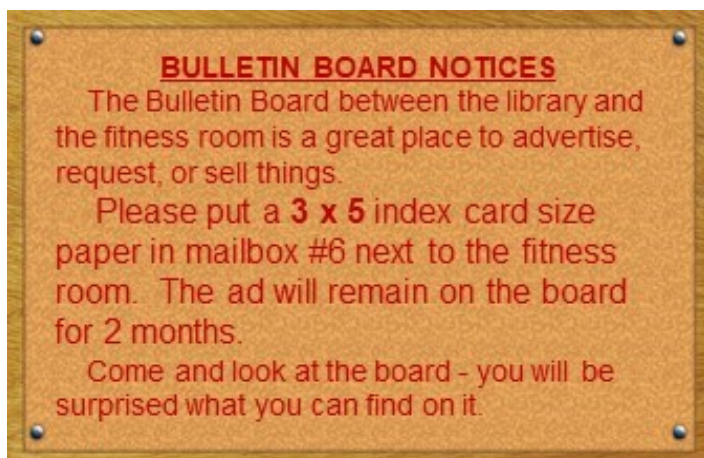 BULLETIN BOARD NOTICES
The Bulletin Board between the library and
the fitness room is a great place to advertise,
request, or sell things.
Please put a 3 x 5 index card size
paper in mailbox #6 next to the fitness
room. The ad will remain on the board
for 2 months.
Come and look at the board - you will be
surprised what you can find on it.